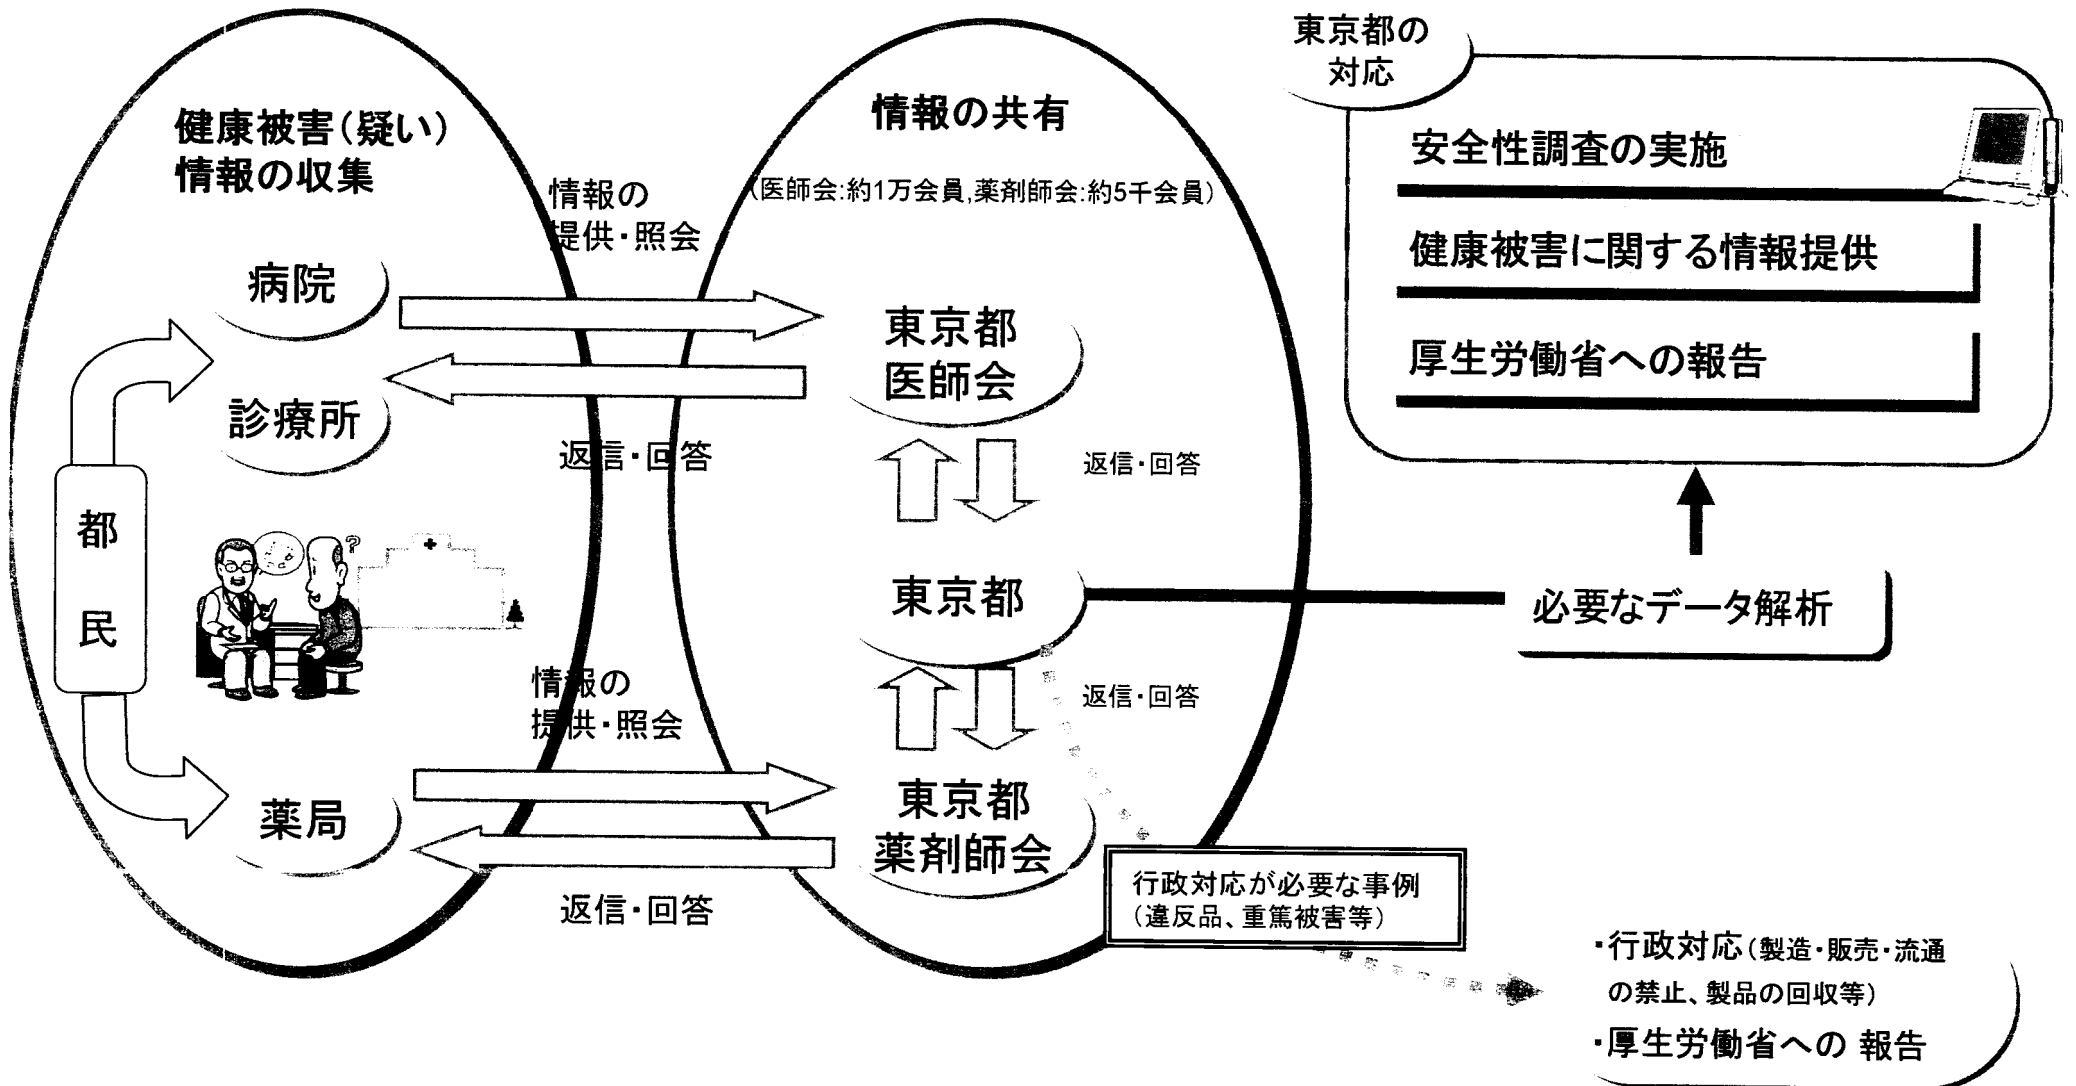 健康被害(疑い)
情報の収集
病院
診療所
都
民
薬局
情報の
提供・照会
返信・回答
情報の
提供・照会
返信・回答
情報の共有
(医師会:約1万会員,薬剤師会:約5千会員)
東京都
医師会
返信・回答
東京都
返信・回答
東京都
薬剤師会
行政対応が必要な事例
(違反品、重篤被害等)
東京都の
対応
安全性調査の実施
健康被害に関する情報提供
厚生労働省への報告
必要なデータ解析
・行政対応(製造・販売・流通
の禁止、製品の回収等)
・厚生労働省への 報告
?